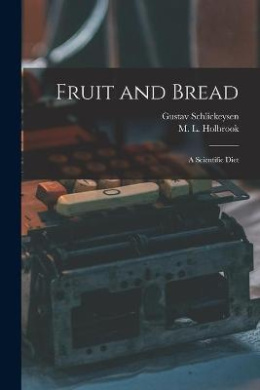 Fruit and Bread
Gustav Schlickeysen
M. L. Holbrook
A Scientific Diet